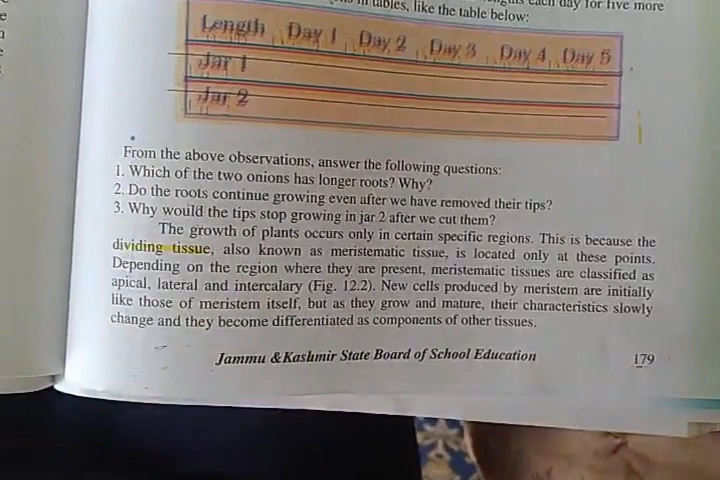 each day for five more
tables, like the table below:
Length Day 1 Day 2 Day 3 Day 4 Day 5
Jar 1
Jar 2
From the above observations, answer the following questions:
1. Which of the two onions has longer roots? Why?
2. Do the roots continue growing even after we have removed their tips?
3. Why would the tips stop growing in jar 2 after we cut them?
The growth of plants occurs only in certain specific regions. This is because the
dividing tissue, also known as meristematic tissue, is located only at these points.
Depending on the region where they are present, meristematic tissues are classified as
apical, lateral and intercalary (Fig. 12.2). New cells produced by meristem are initially
like those of meristem itself, but as they grow and mature, their characteristics slowly
change and they become differentiated as components of other tissues.
Jammu & Kashmir State Board of School Education 179